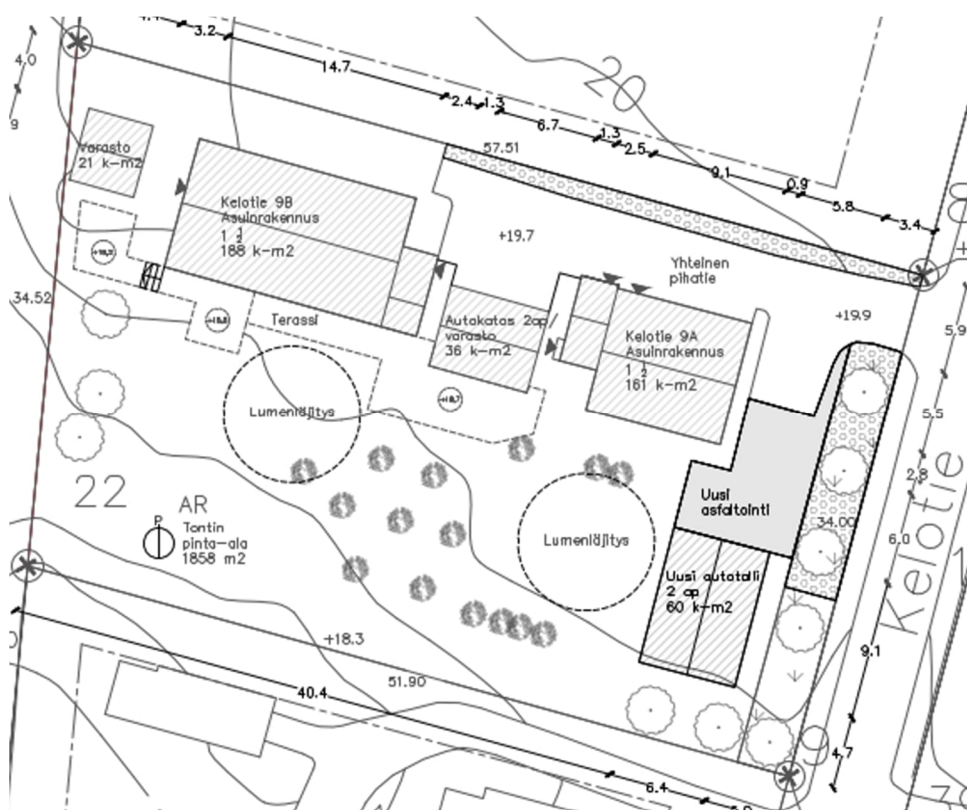 3.2
4.0
14.7
2.4
1.3
6.7
1.3
2.5
9.1
0.9
5.8
3.4
20
57.51
9
Varasto
21 k-m2
Kelotie 9B
Asuinrakennus
1 ½
188 k-m2
+19.7
Yhteinen
pihatie
+19.9
5.9
34.52
Terassi
Autokatos 2ap
varasto
36 k-m2
Kelotie 9A
Asuinrakennus
1 ½
161 k-m2
Lumenläjitys
5.5
2.8
22
AR
P
Tontin
pinta-ala
1858 m2
Lumenläjitys
Uusi
asfaltointi
34.00
6.0
Kelotie
Uusi autotalli
2 ap
60 k-m2
+18.3
51.90
40.4
9.1
4.7
6.4